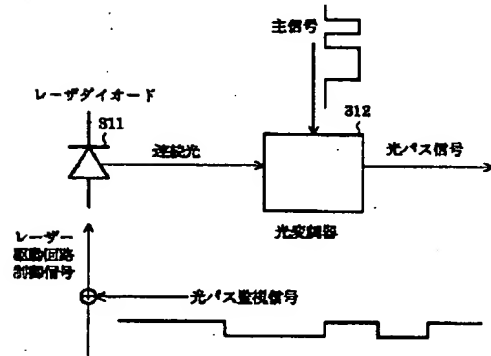 主信号
レーザダイオード
311
312
連続光
光パス信号
光変調器
レーザー
駆動回路
制御信号
光パス監視信号